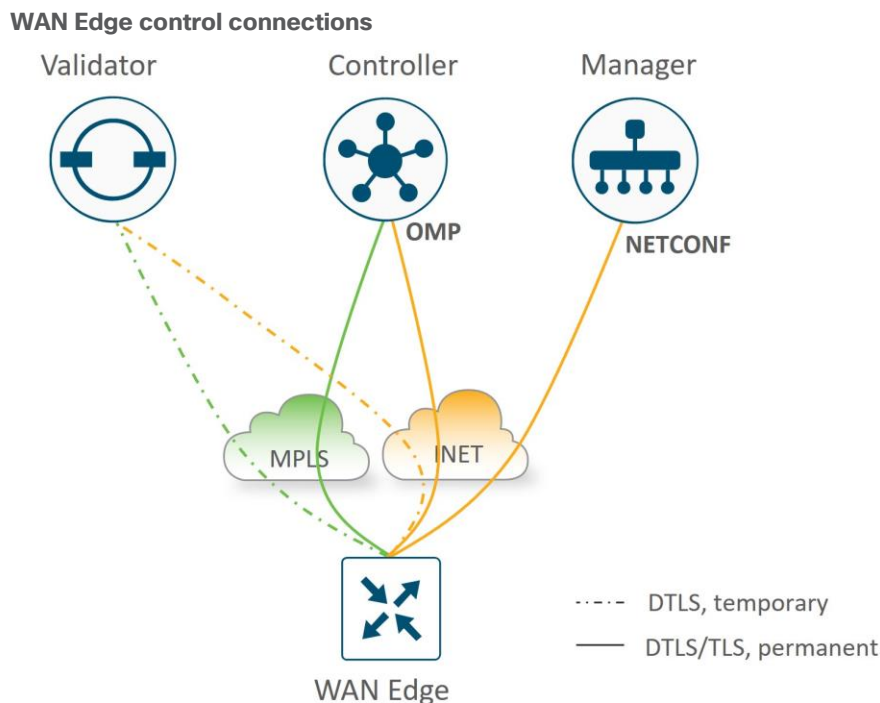 WAN Edge control connections
Validator
Controller
Manager
OMP
NETCONF
MPLS
INET
DTLS, temporary
DTLS/TLS, permanent
WAN Edge